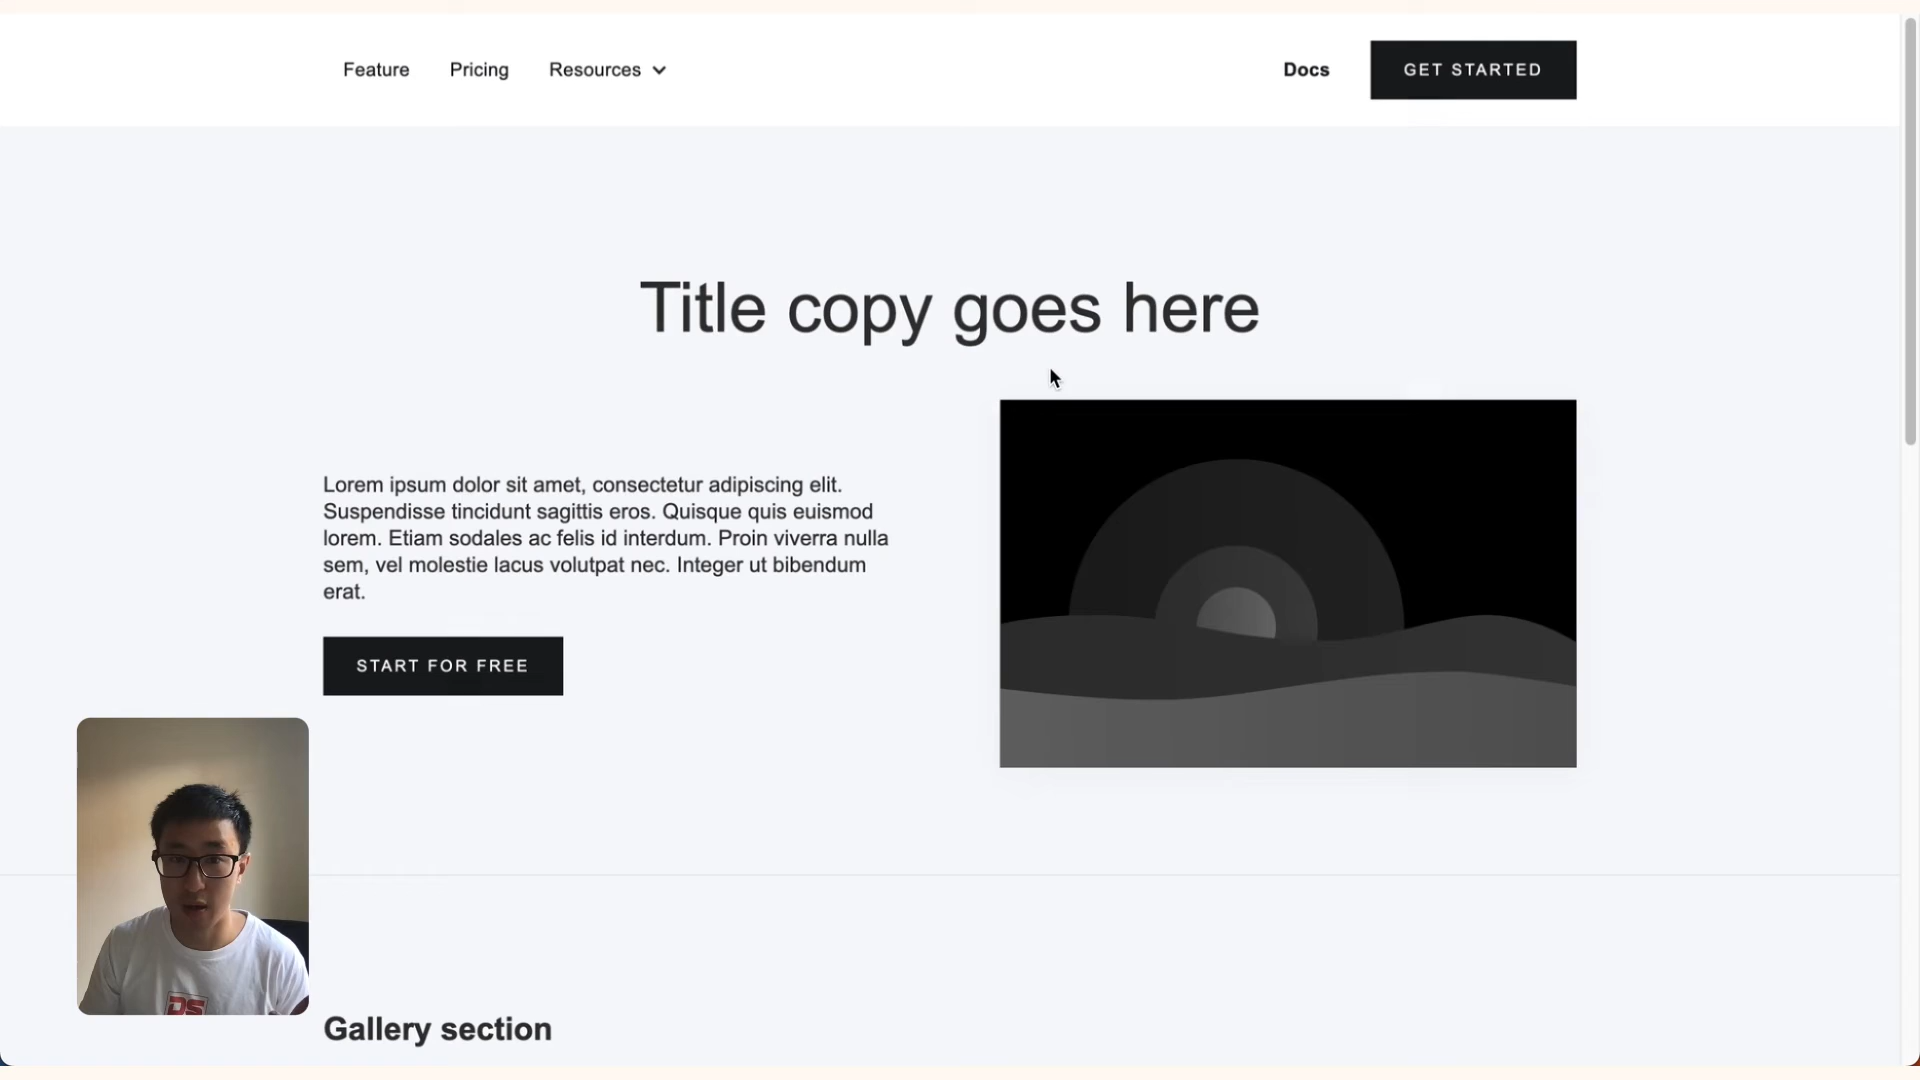 Feature
Pricing
Resources
Docs
GET STARTED
Title copy goes here
Lorem ipsum dolor sit amet, consectetur adipiscing elit.
Suspendisse tincidunt sagittis eros. Quisque quis euismod
lorem. Etiam sodales ac felis id interdum. Proin viverra nulla
sem, vel molestie lacus volutpat nec. Integer ut bibendum
erat.
START FOR FREE
DS
Gallery section